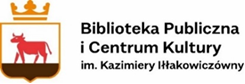 Biblioteka Publiczna
i Centrum Kultury
im. Kazimiery Iłłakowiczówny